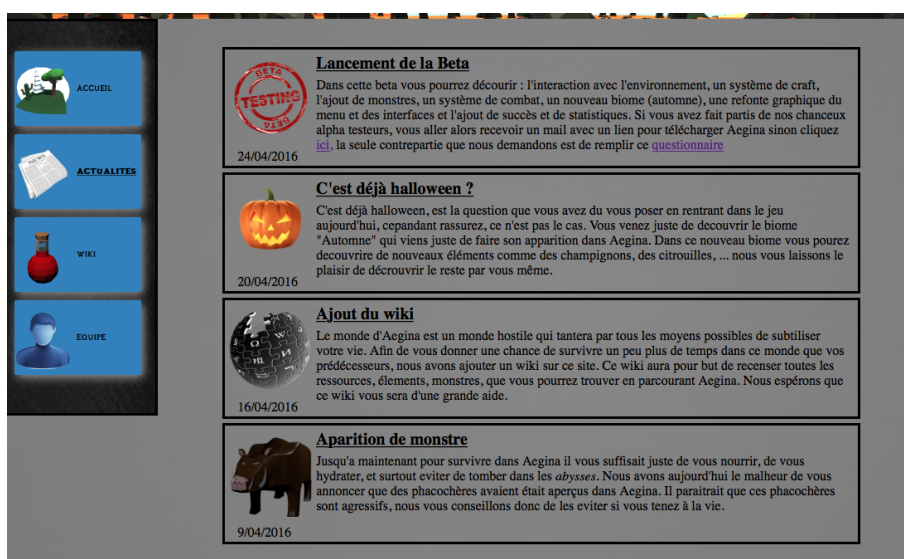 ACCUEIL
ACTUALITES
WIKI
EQUIPE
BETA
TESTING
BETA
24/04/2016
Lancement de la Beta
Dans cette beta vous pourrez décourir : l'interaction avec l'environnement, un système de craft,
l'ajout de monstres, un système de combat, un nouveau biome (automne), une refonte graphique du
menu et des interfaces et l'ajout de succès et de statistiques. Si vous avez fait partis de nos chanceux
alpha testeurs, vous aller alors recevoir un mail avec un lien pour télécharger Aegina sinon cliquez
ici, la seule contrepartie que nous demandons est de remplir ce questionnaire
20/04/2016
C'est déjà halloween ?
C'est déjà halloween, est la question que vous avez du vous poser en rentrant dans le jeu
aujourd'hui, cepandant rassurez, ce n'est pas le cas. Vous venez juste de decouvrir le biome
"Automne" qui viens juste de faire son apparition dans Aegina. Dans ce nouveau biome vous pourez
decouvrire de nouveaux éléments comme des champignons, des citrouilles, ... nous vous laissons le
plaisir de décrouvrir le reste par vous même.
16/04/2016
Ajout du wiki
Le monde d'Aegina est un monde hostile qui tantera par tous les moyens possibles de subtiliser
votre vie. Afin de vous donner une chance de survivre un peu plus de temps dans ce monde que vos
prédécesseurs, nous avons ajouter un wiki sur ce site. Ce wiki aura pour but de recenser toutes les
ressources, élements, monstres, que vous pourrez trouver en parcourant Aegina. Nous espérons que
ce wiki vous sera d'une grande aide.
9/04/2016
Aparition de monstre
Jusqu'a maintenant pour survivre dans Aegina il vous suffisait juste de vous nourrir, de vous
hydrater, et surtout eviter de tomber dans les abysses. Nous avons aujourd'hui le malheur de vous
annoncer que des phacochères avaient était aperçus dans Aegina. Il paraitrait que ces phacochères
sont agressifs, nous vous conseillons donc de les eviter si vous tenez à la vie.